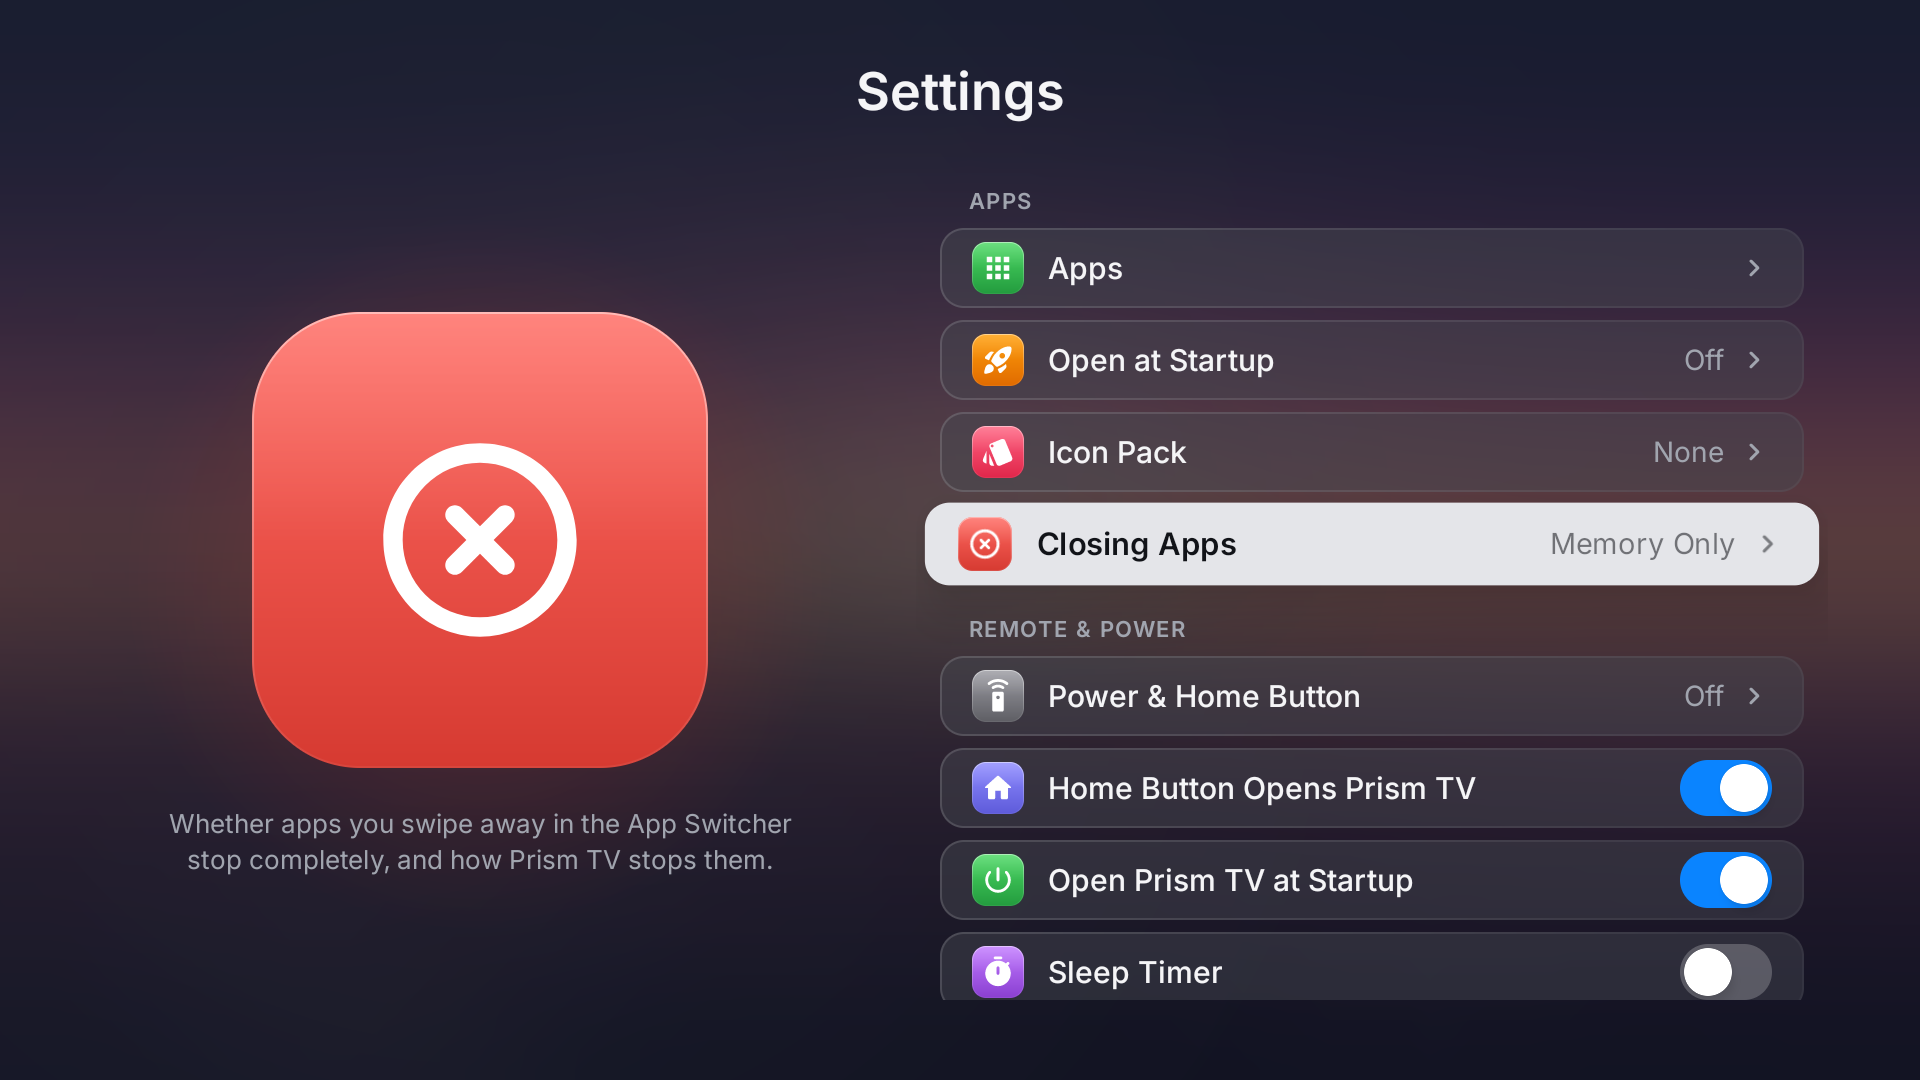 Settings
APPS
Apps
Open at Startup Off
Icon Pack None
Closing Apps Memory Only
REMOTE & POWER
Power & Home Button Off
Home Button Opens Prism TV
Open Prism TV at Startup
Sleep Timer
Whether apps you swipe away in the App Switcher
stop completely, and how Prism TV stops them.